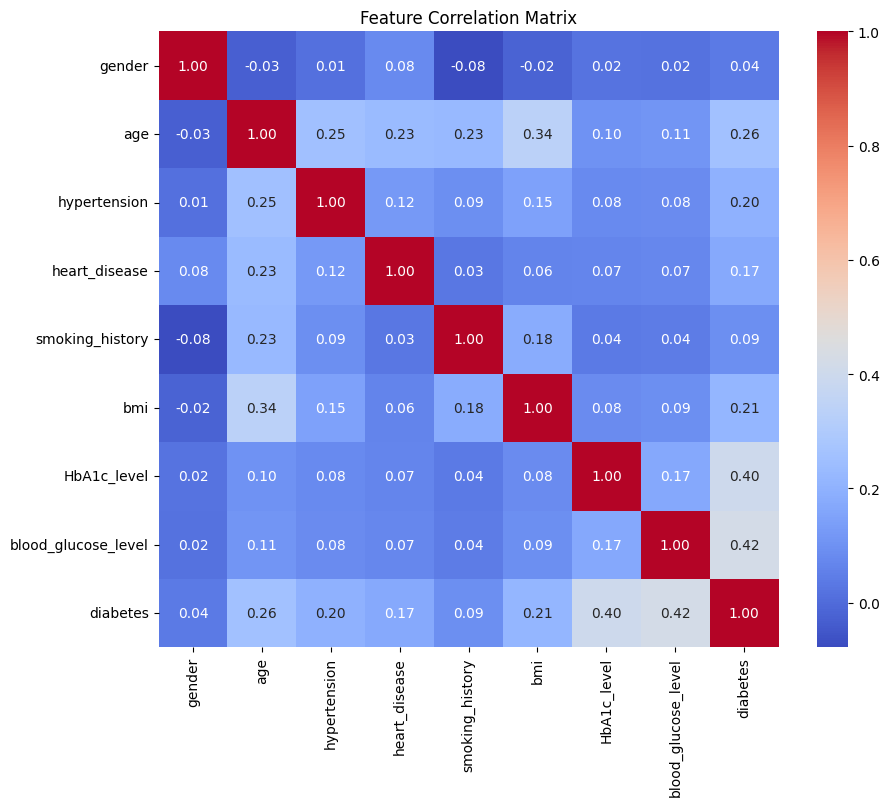 Feature Correlation Matrix
gender 1.00 -0.03 0.01 0.08 -0.08 -0.02 0.02 0.02 0.04
age -0.03 1.00 0.25 0.23 0.23 0.34 0.10 0.11 0.26
hypertension 0.01 0.25 1.00 0.12 0.09 0.15 0.08 0.08 0.20
heart_disease 0.08 0.23 0.12 1.00 0.03 0.06 0.07 0.07 0.17
smoking_history -0.08 0.23 0.09 0.03 1.00 0.18 0.04 0.04 0.09
bmi -0.02 0.34 0.15 0.06 0.18 1.00 0.08 0.09 0.21
HbA1c_level 0.02 0.10 0.08 0.07 0.04 0.08 1.00 0.17 0.40
blood_glucose_level 0.02 0.11 0.08 0.07 0.04 0.09 0.17 1.00 0.42
diabetes 0.04 0.26 0.20 0.17 0.09 0.21 0.40 0.42 1.00
gender age hypertension heart_disease smoking_history bmi HbA1c_level blood_glucose_level diabetes
1.0
0.8
0.6
0.4
0.2
0.0